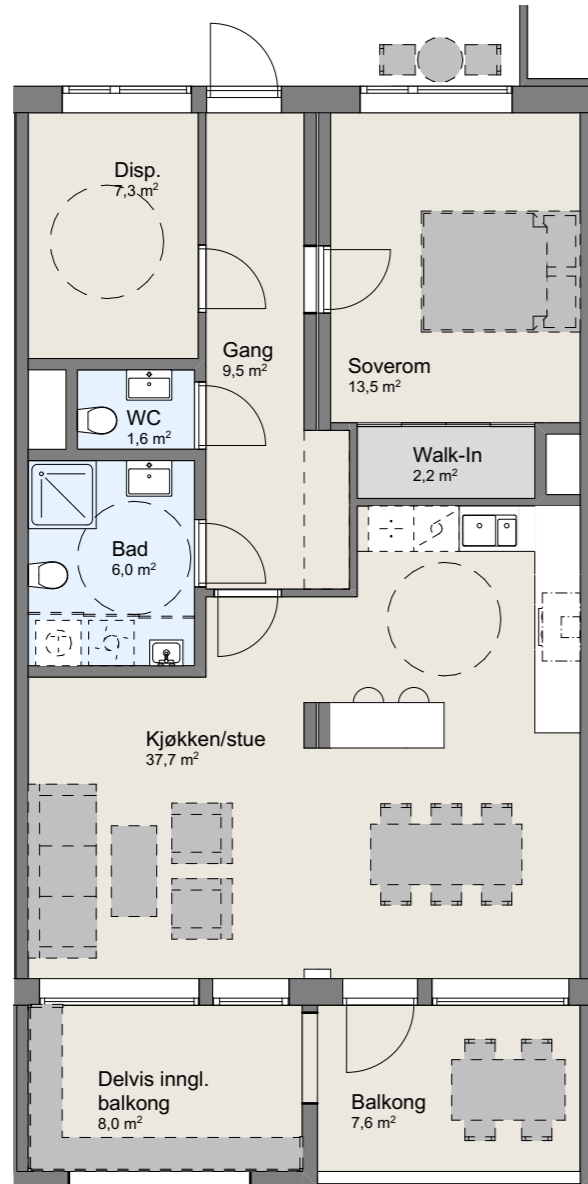 Disp.
7,3 m²
Gang
9,5 m²
Soverom
13,5 m²
WC
1,6 m²
Walk-In
2,2 m²
Bad
6,0 m²
Kjøkken/stue
37,7 m²
Delvis inngl.
balkong
8,0 m²
Balkong
7,6 m²